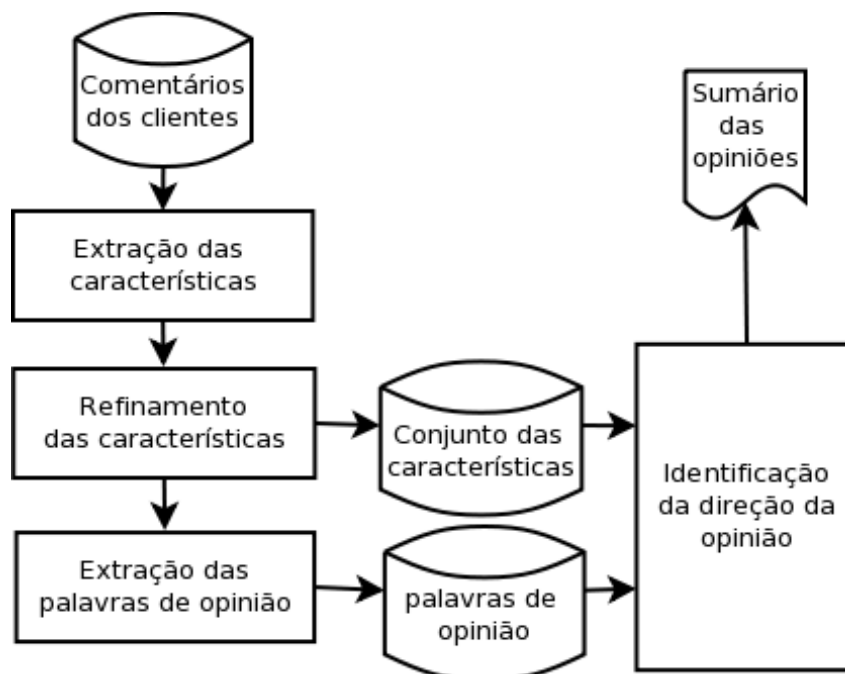 Comentários
dos clientes
Sumário
das
opiniões
Extração das
características
Refinamento
das características
Conjunto das
características
Identificação
da direção da
opinião
Extração das
palavras de opinião
palavras de
opinião